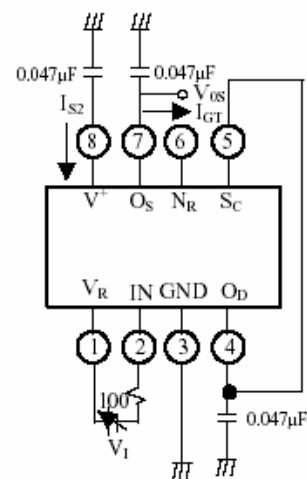 0.047μF
0.047μF
V0S
IS2
IGT
8
7
6
5
V+
OS
NR
SC
VR
IN
GND
OD
1
2
3
4
100
0.047μF
VI